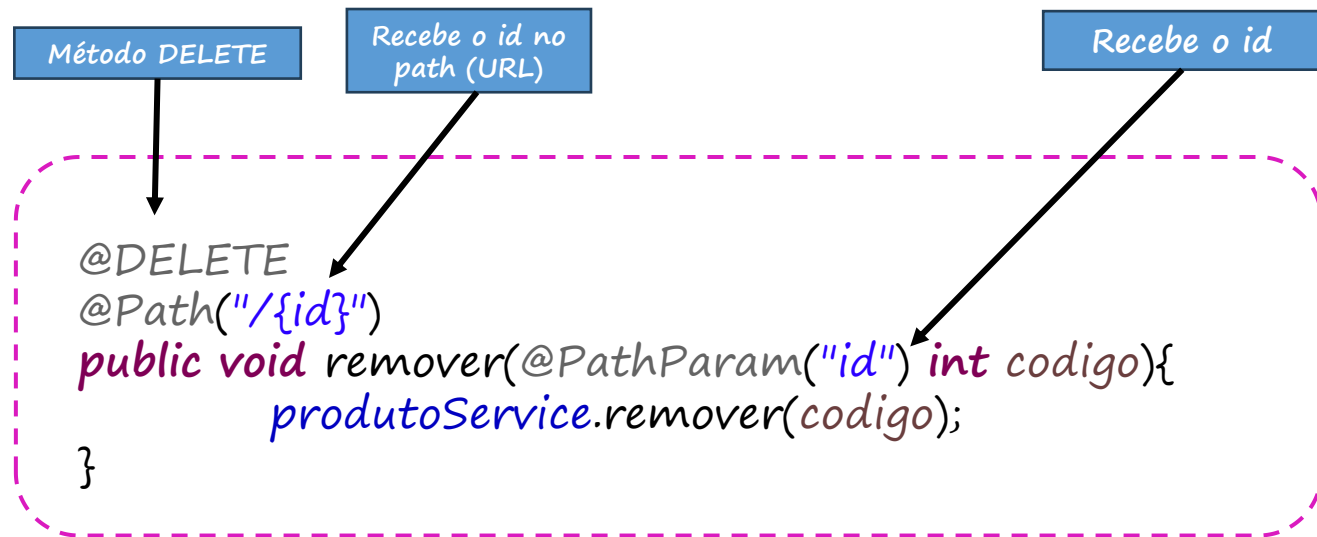 Método DELETE
Recebe o id no
path (URL)
Recebe o id
@DELETE
@Path("/{id}")
public void remover(@PathParam("id") int codigo){
produtoService.remover(codigo);
}